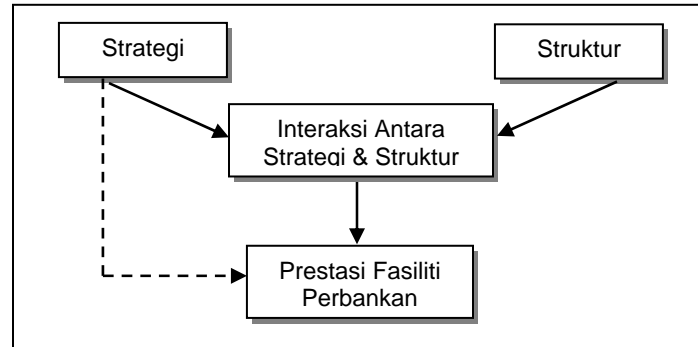 Strategi
Struktur
Interaksi Antara
Strategi & Struktur
Prestasi Fasiliti
Perbankan